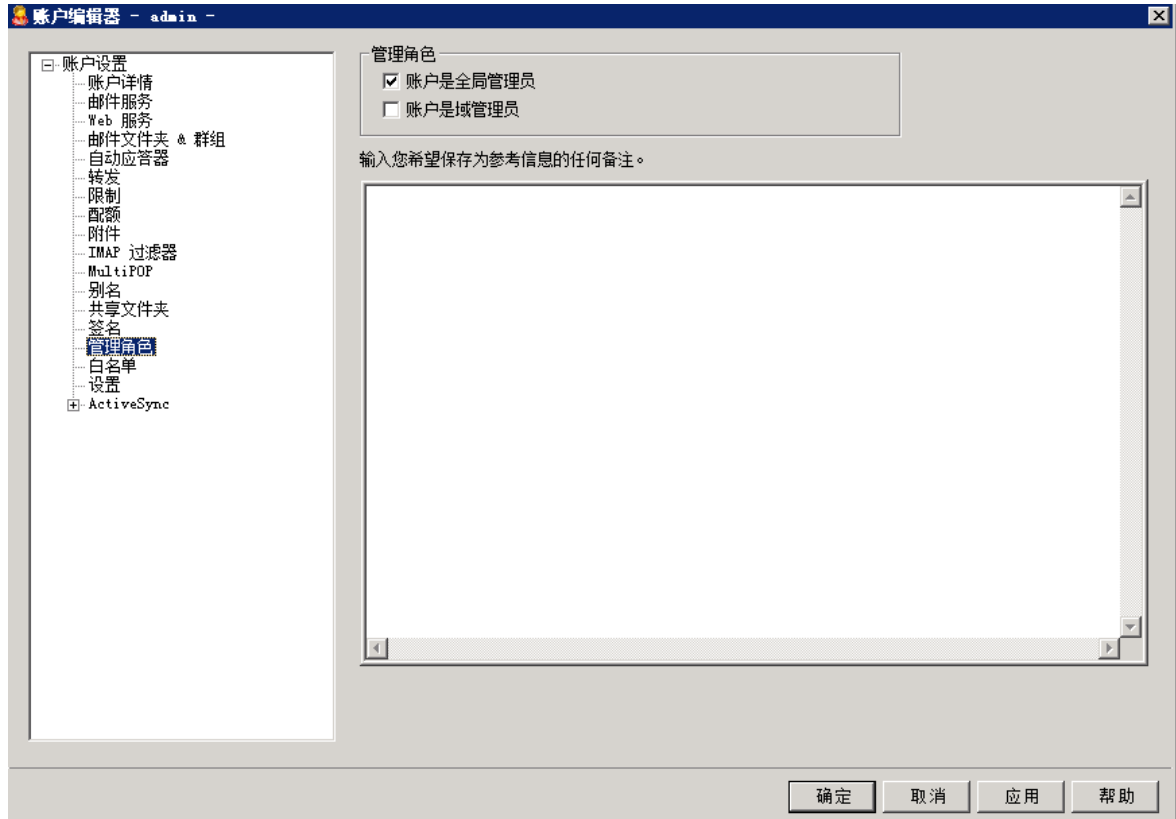 账户编辑器 - admin -
账户设置
账户详情
邮件服务
Web 服务
邮件文件夹 & 群组
自动应答器
转发
限制
配额
附件
IMAP 过滤器
MultiPOP
别名
共享文件夹
签名
管理角色
白名单
设置
ActiveSync
管理角色
账户是全局管理员
账户是域管理员
输入您希望保存为参考信息的任何备注。
确定
取消
应用
帮助